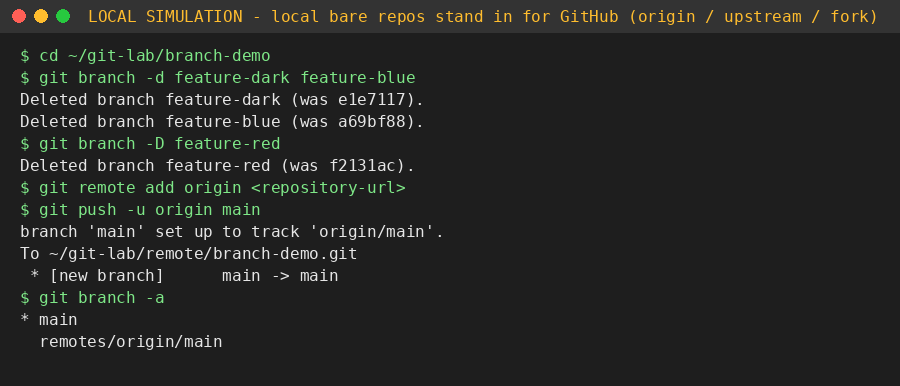 LOCAL SIMULATION - local bare repos stand in for GitHub (origin / upstream / fork)
$ cd ~/git-lab/branch-demo
$ git branch -d feature-dark feature-blue
Deleted branch feature-dark (was e1e7117).
Deleted branch feature-blue (was a69bf88).
$ git branch -D feature-red
Deleted branch feature-red (was f2131ac).
$ git remote add origin <repository-url>
$ git push -u origin main
branch 'main' set up to track 'origin/main'.
To ~/git-lab/remote/branch-demo.git
 * [new branch]      main -> main
$ git branch -a
* main
  remotes/origin/main